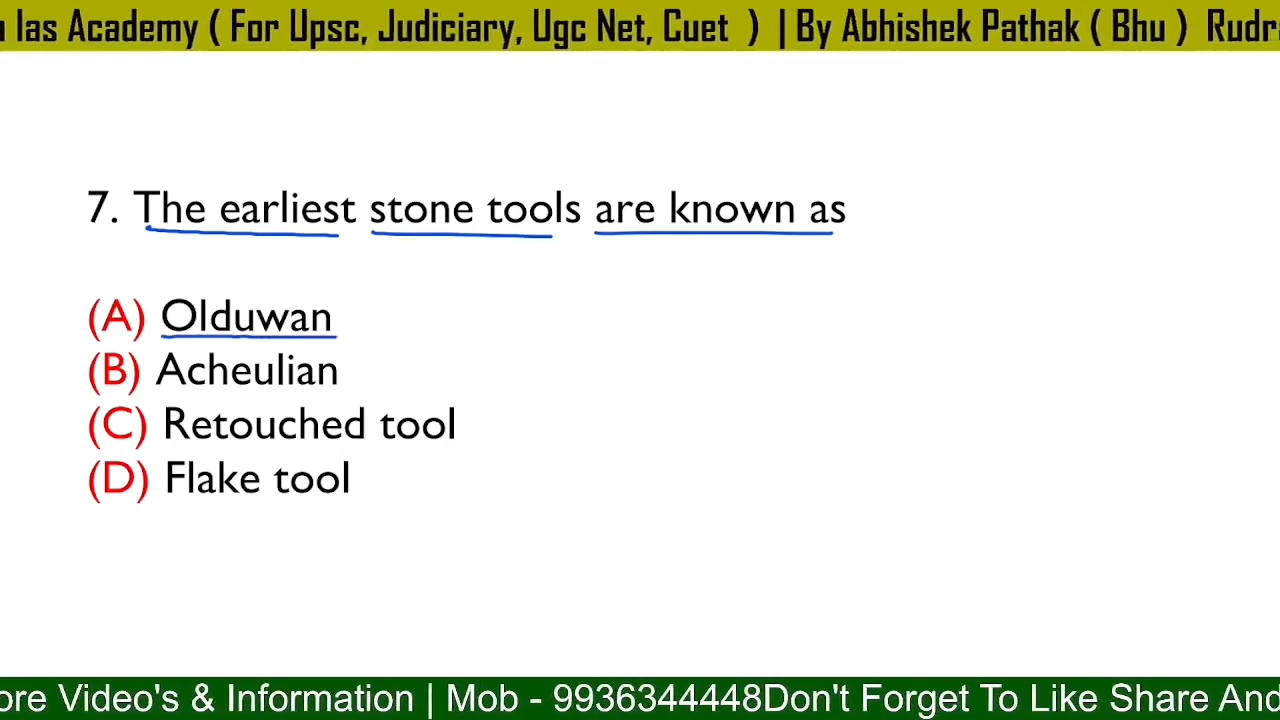 Ias Academy ( For Upsc, Judiciary, Ugc Net, Cuet ) | By Abhishek Pathak ( Bhu )
7. The earliest stone tools are known as
(A) Olduwan
(B) Acheulian
(C) Retouched tool
(D) Flake tool
Video's & Information | Mob - 9936344448Don't Forget To Like Share And